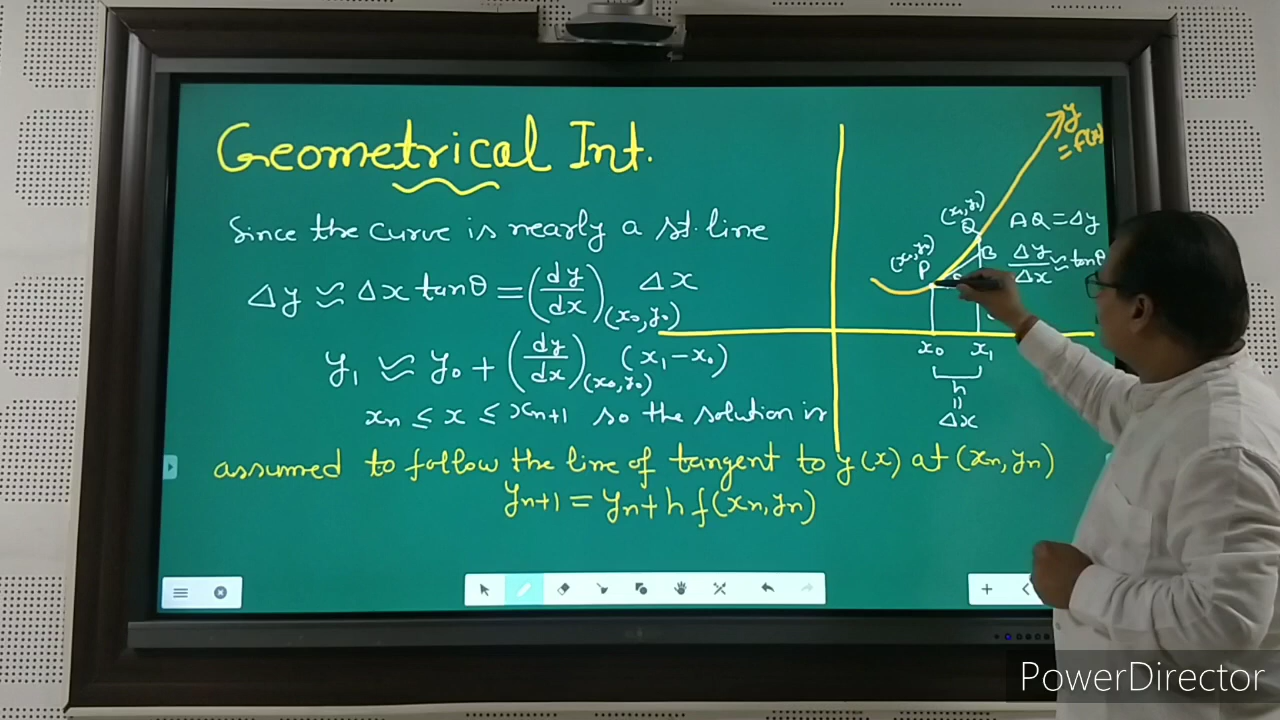 Geometrical Int.
Since the curve is nearly a st. line
Δy ≈ Δx tanθ = (dy/dx)(x₀,y₀) Δx
y₁ ≈ y₀ + (dy/dx)(x₀,y₀) (x₁-x₀)
xₙ ≤ x ≤ xₙ₊₁ so the solution is
assumed to follow the line of tangent to y(x) at (xₙ,yₙ)
yₙ₊₁ = yₙ + h f(xₙ,yₙ)
y
= f(x)
(x₁,y₁)
Q
AQ = Δy
(x₀,y₀)
P
B
Δy/Δx ≈ tanθ
x₀
x₁
h
=
Δx
PowerDirector